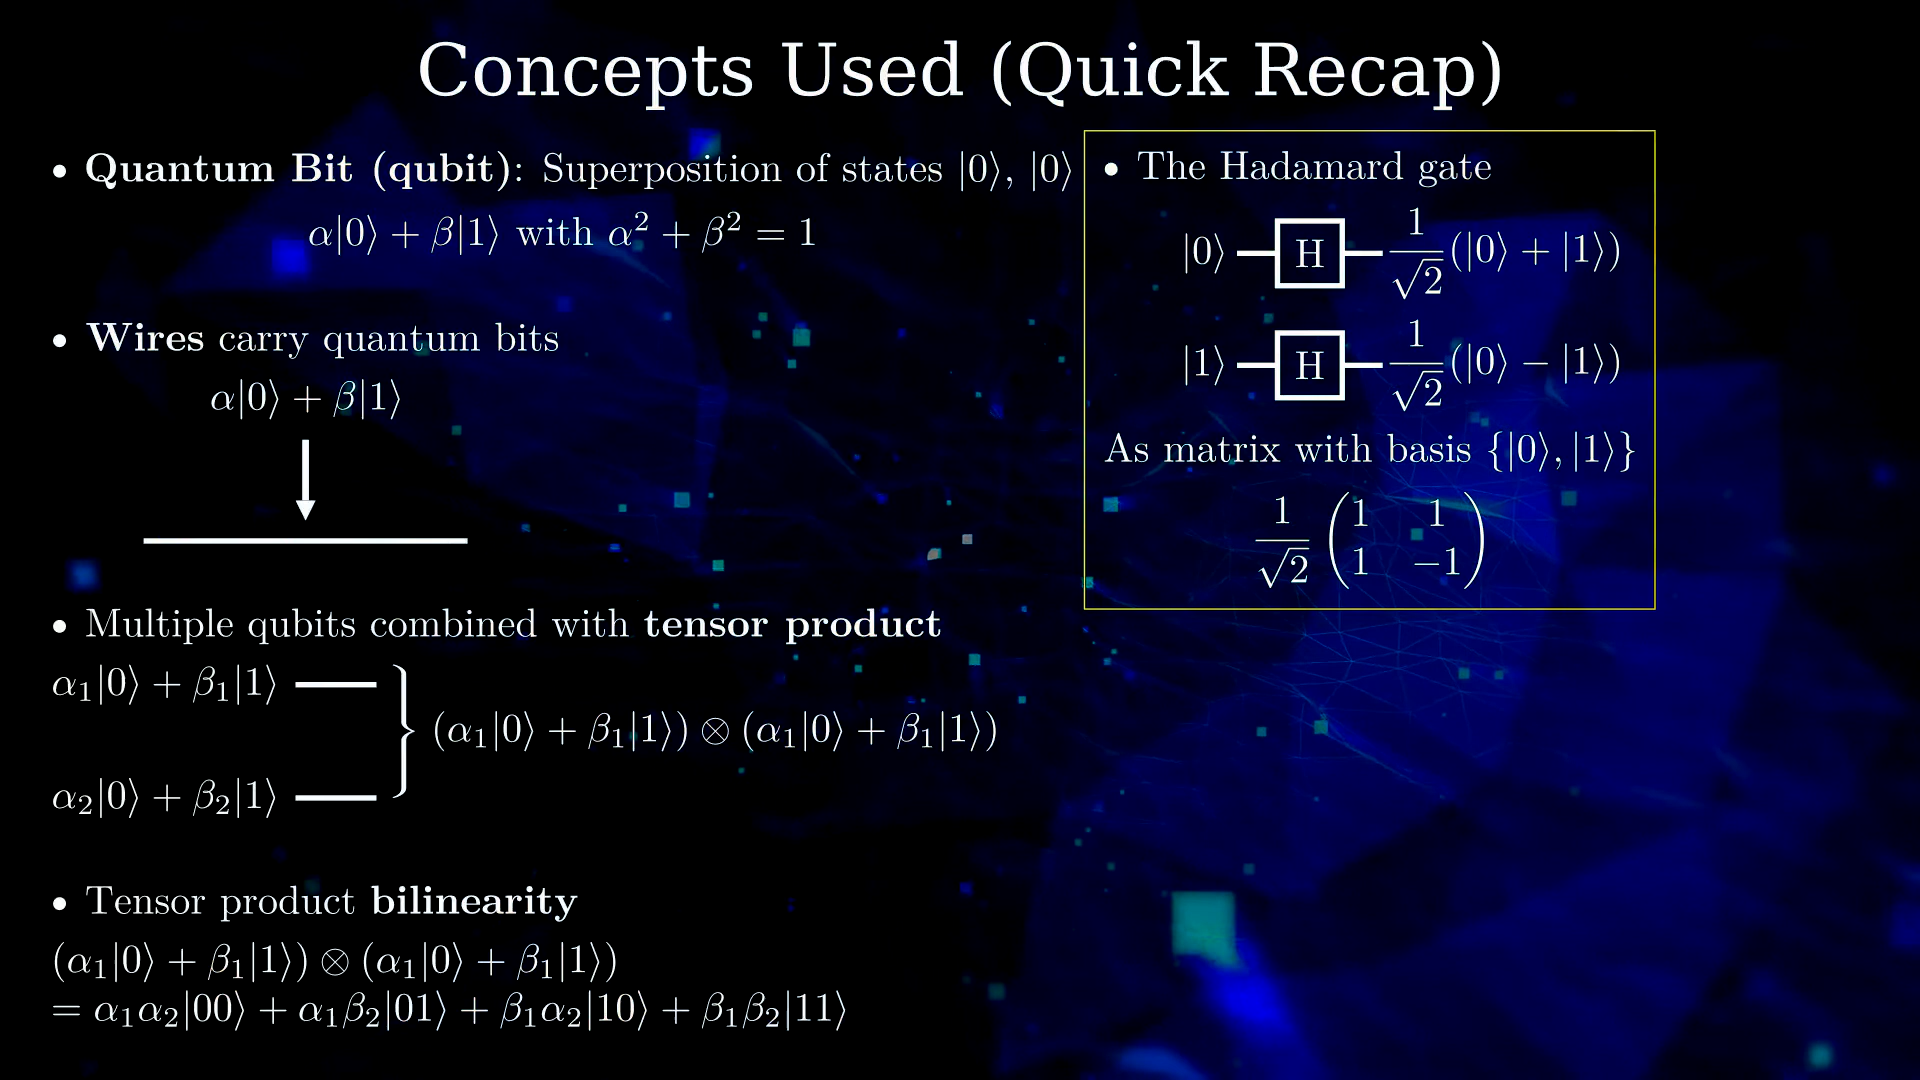 Concepts Used (Quick Recap)
• Quantum Bit (qubit): Superposition of states |0⟩, |0⟩
α|0⟩ + β|1⟩ with α² + β² = 1
• Wires carry quantum bits
α|0⟩ + β|1⟩
• Multiple qubits combined with tensor product
α₁|0⟩ + β₁|1⟩
(α₁|0⟩ + β₁|1⟩) ⊗ (α₁|0⟩ + β₁|1⟩)
α₂|0⟩ + β₂|1⟩
• Tensor product bilinearity
(α₁|0⟩ + β₁|1⟩) ⊗ (α₁|0⟩ + β₁|1⟩)
= α₁α₂|00⟩ + α₁β₂|01⟩ + β₁α₂|10⟩ + β₁β₂|11⟩
• The Hadamard gate
|0⟩ H 1/√2 (|0⟩ + |1⟩)
|1⟩ H 1/√2 (|0⟩ − |1⟩)
As matrix with basis {|0⟩, |1⟩}
1/√2 (1 1
1 −1)